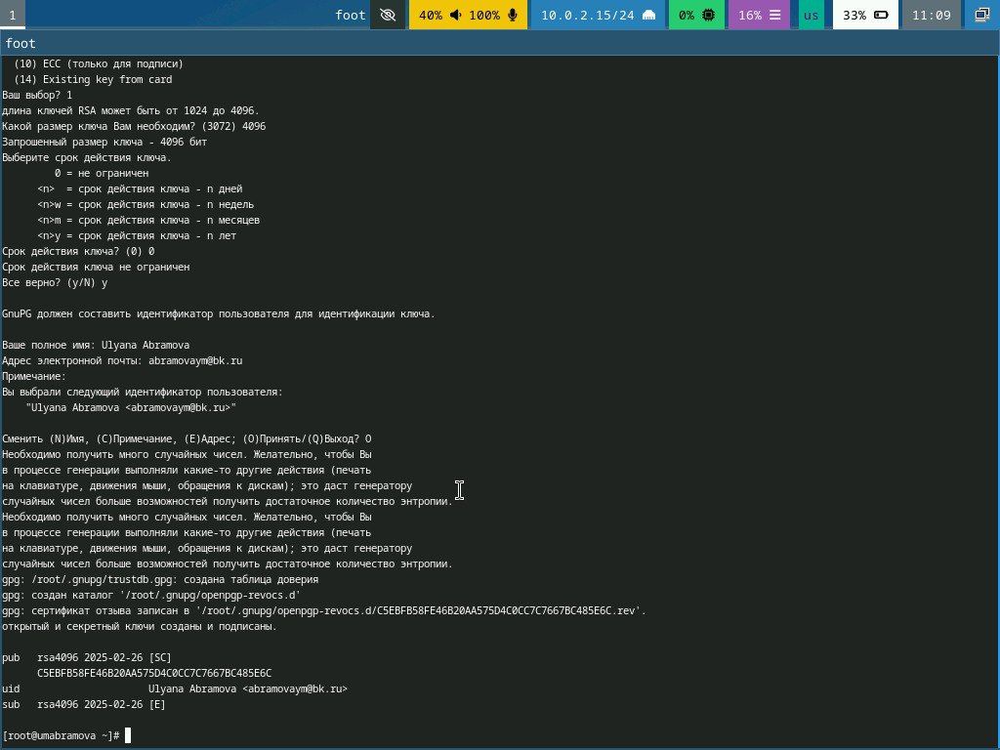 1 foot 40% 100% 10.0.2.15/24 0% 16% us 33% 11:09
foot
(10) ECC (только для подписи)
(14) Existing key from card
Ваш выбор? 1
длина ключей RSA может быть от 1024 до 4096.
Какой размер ключа Вам необходим? (3072) 4096
Запрошенный размер ключа - 4096 бит
Выберите срок действия ключа.
0 = не ограничен
<n>  = срок действия ключа - n дней
<n>w = срок действия ключа - n недель
<n>m = срок действия ключа - n месяцев
<n>y = срок действия ключа - n лет
Срок действия ключа? (0) 0
Срок действия ключа не ограничен
Все верно? (y/N) y
GnuPG должен составить идентификатор пользователя для идентификации ключа.
Ваше полное имя: Ulyana Abramova
Адрес электронной почты: abramovaym@bk.ru
Примечание:
Вы выбрали следующий идентификатор пользователя:
"Ulyana Abramova <abramovaym@bk.ru>"
Сменить (N)Имя, (C)Примечание, (E)Адрес; (O)Принять/(Q)Выход? O
Необходимо получить много случайных чисел. Желательно, чтобы Вы
в процессе генерации выполняли какие-то другие действия (печать
на клавиатуре, движения мыши, обращения к дискам); это даст генератору
случайных чисел больше возможностей получить достаточное количество энтропии.
Необходимо получить много случайных чисел. Желательно, чтобы Вы
в процессе генерации выполняли какие-то другие действия (печать
на клавиатуре, движения мыши, обращения к дискам); это даст генератору
случайных чисел больше возможностей получить достаточное количество энтропии.
gpg: /root/.gnupg/trustdb.gpg: создана таблица доверия
gpg: создан каталог '/root/.gnupg/openpgp-revocs.d'
gpg: сертификат отзыва записан в '/root/.gnupg/openpgp-revocs.d/C5EBFB58FE46B20AA575D4C0CC7C7667BC485E6C.rev'.
открытый и секретный ключи созданы и подписаны.
pub   rsa4096 2025-02-26 [SC]
C5EBFB58FE46B20AA575D4C0CC7C7667BC485E6C
uid                      Ulyana Abramova <abramovaym@bk.ru>
sub   rsa4096 2025-02-26 [E]
[root@umabramova ~]#